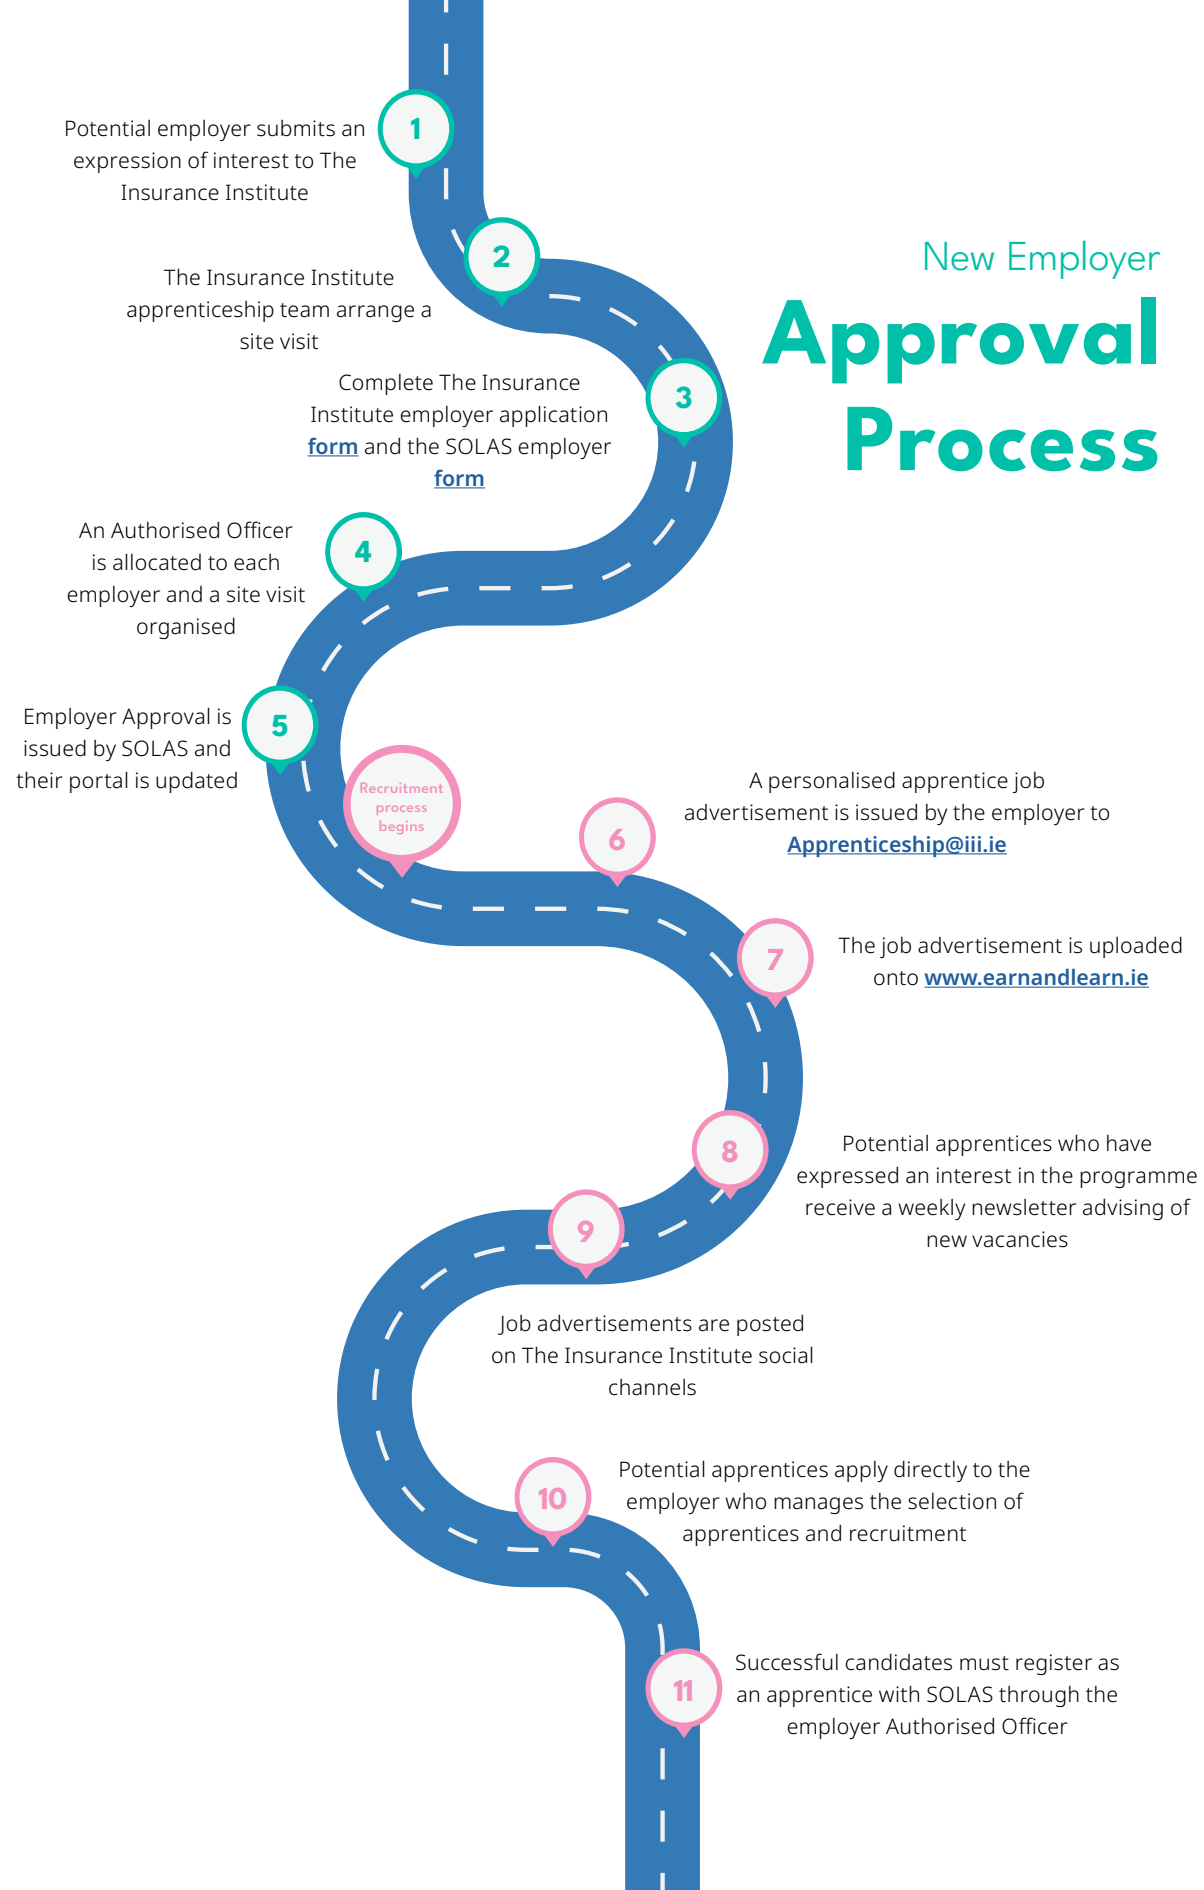 New Employer
Approval
Process
1
Potential employer submits an
expression of interest to The
Insurance Institute
2
The Insurance Institute
apprenticeship team arrange a
site visit
3
Complete The Insurance
Institute employer application
form and the SOLAS employer
form
4
An Authorised Officer
is allocated to each
employer and a site visit
organised
5
Employer Approval is
issued by SOLAS and
their portal is updated
Recruitment
process
begins
6
A personalised apprentice job
advertisement is issued by the employer to
Apprenticeship@iii.ie
7
The job advertisement is uploaded
onto www.earnandlearn.ie
8
Potential apprentices who have
expressed an interest in the programme
receive a weekly newsletter advising of
new vacancies
9
Job advertisements are posted
on The Insurance Institute social
channels
10
Potential apprentices apply directly to the
employer who manages the selection of
apprentices and recruitment
11
Successful candidates must register as
an apprentice with SOLAS through the
employer Authorised Officer